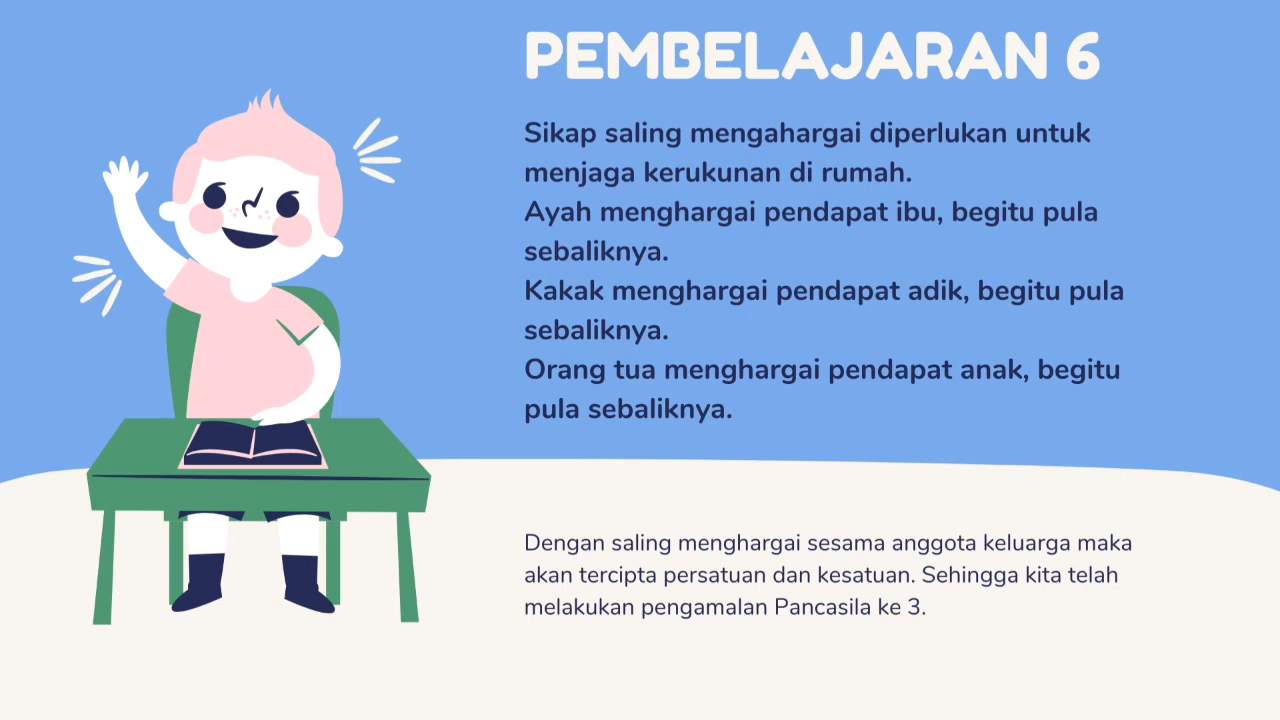 PEMBELAJARAN 6
Sikap saling mengahargai diperlukan untuk
menjaga kerukunan di rumah.
Ayah menghargai pendapat ibu, begitu pula
sebaliknya.
Kakak menghargai pendapat adik, begitu pula
sebaliknya.
Orang tua menghargai pendapat anak, begitu
pula sebaliknya.
Dengan saling menghargai sesama anggota keluarga maka
akan tercipta persatuan dan kesatuan. Sehingga kita telah
melakukan pengamalan Pancasila ke 3.